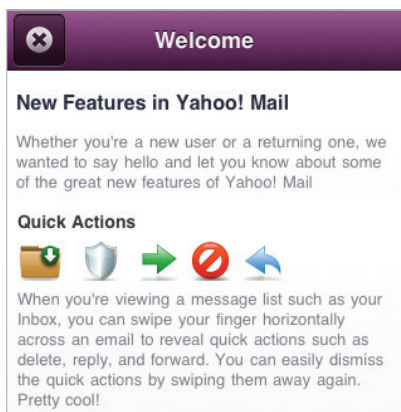 Welcome
New Features in Yahoo! Mail
Whether you're a new user or a returning one, we
wanted to say hello and let you know about some
of the great new features of Yahoo! Mail
Quick Actions
When you're viewing a message list such as your
Inbox, you can swipe your finger horizontally
across an email to reveal quick actions such as
delete, reply, and forward. You can easily dismiss
the quick actions by swiping them away again.
Pretty cool!